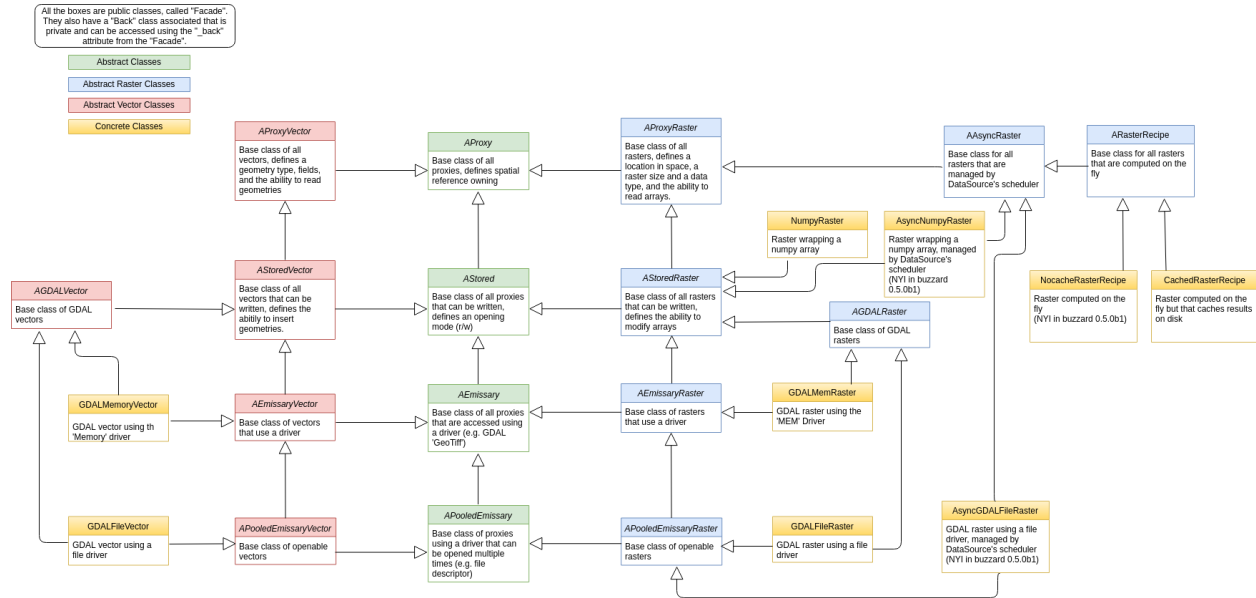 All the boxes are public classes, called "Facade".
They also have a "Back" class associated that is
private and can be accessed using the "_back"
attribute from the "Facade".
Abstract Classes
Abstract Raster Classes
Abstract Vector Classes
Concrete Classes
AProxyVector
Base class of all
vectors, defines a
geometry type, fields,
and the ability to read
geometries
AProxy
Base class of all
proxies, defines spatial
reference owning
AProxyRaster
Base class of all
rasters, defines a
location in space, a
raster size and a data
type, and the ability to
read arrays.
AAsyncRaster
Base class for all
rasters that are
managed by
DataSource's scheduler
ARasterRecipe
Base class for all rasters
that are computed on the
fly
NumpyRaster
Raster wrapping a
numpy array
AsyncNumpyRaster
Raster wrapping a
numpy array, managed
by DataSource's
scheduler
(NYI in buzzard
0.5.0b1)
AGDALVector
Base class of GDAL
vectors
AStoredVector
Base class of all
vectors that can be
written, defines the
abitily to insert
geometries.
AStored
Base class of all proxies
that can be written,
defines an opening
mode (r/w)
AStoredRaster
Base class of all rasters
that can be written,
defines the ability to
modify arrays
AGDALRaster
Base class of GDAL
rasters
NocacheRasterRecipe
Raster computed on the
fly
(NYI in buzzard 0.5.0b1)
CachedRasterRecipe
Raster computed on the
fly but that caches results
on disk
GDALMemoryVector
GDAL vector using th
'Memory' driver
AEmissaryVector
Base class of vectors
that use a driver
AEmissary
Base class of all proxies
that are accessed using
a driver (e.g. GDAL
'GeoTiff')
AEmissaryRaster
Base class of rasters
that use a driver
GDALMemRaster
GDAL raster using the
'MEM' Driver
GDALFileVector
GDAL vector using a
file driver
APooledEmissaryVector
Base class of openable
vectors
APooledEmissary
Base class of proxies
using a driver that can
be opened multiple
times (e.g. file
descriptor)
APooledEmissaryRaster
Base class of openable
rasters
GDALFileRaster
GDAL raster using a file
driver
AsyncGDALFileRaster
GDAL raster using a file
driver, managed by
DataSource's scheduler
(NYI in buzzard 0.5.0b1)